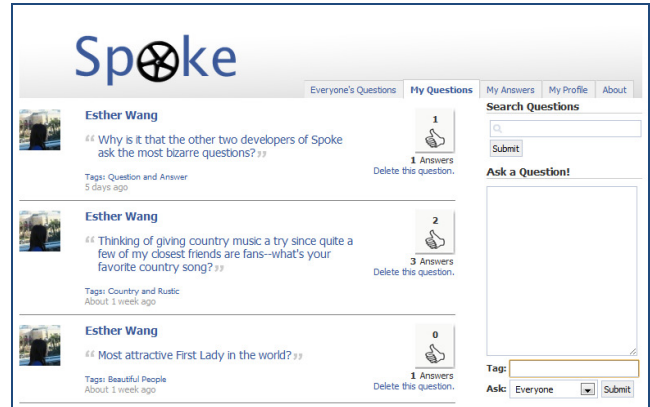 Spoke
Everyone's Questions My Questions My Answers My Profile About
Esther Wang
“ Why is it that the other two developers of Spoke
ask the most bizarre questions? ”
Tags: Question and Answer
5 days ago
1
1 Answers
Delete this question.
Esther Wang
“ Thinking of giving country music a try since quite a
few of my closest friends are fans--what's your
favorite country song? ”
Tags: Country and Rustic
About 1 week ago
2
3 Answers
Delete this question.
Esther Wang
“ Most attractive First Lady in the world? ”
Tags: Beautiful People
About 1 week ago
0
1 Answers
Delete this question.
Search Questions
Submit
Ask a Question!
Tag:
Ask: Everyone Submit